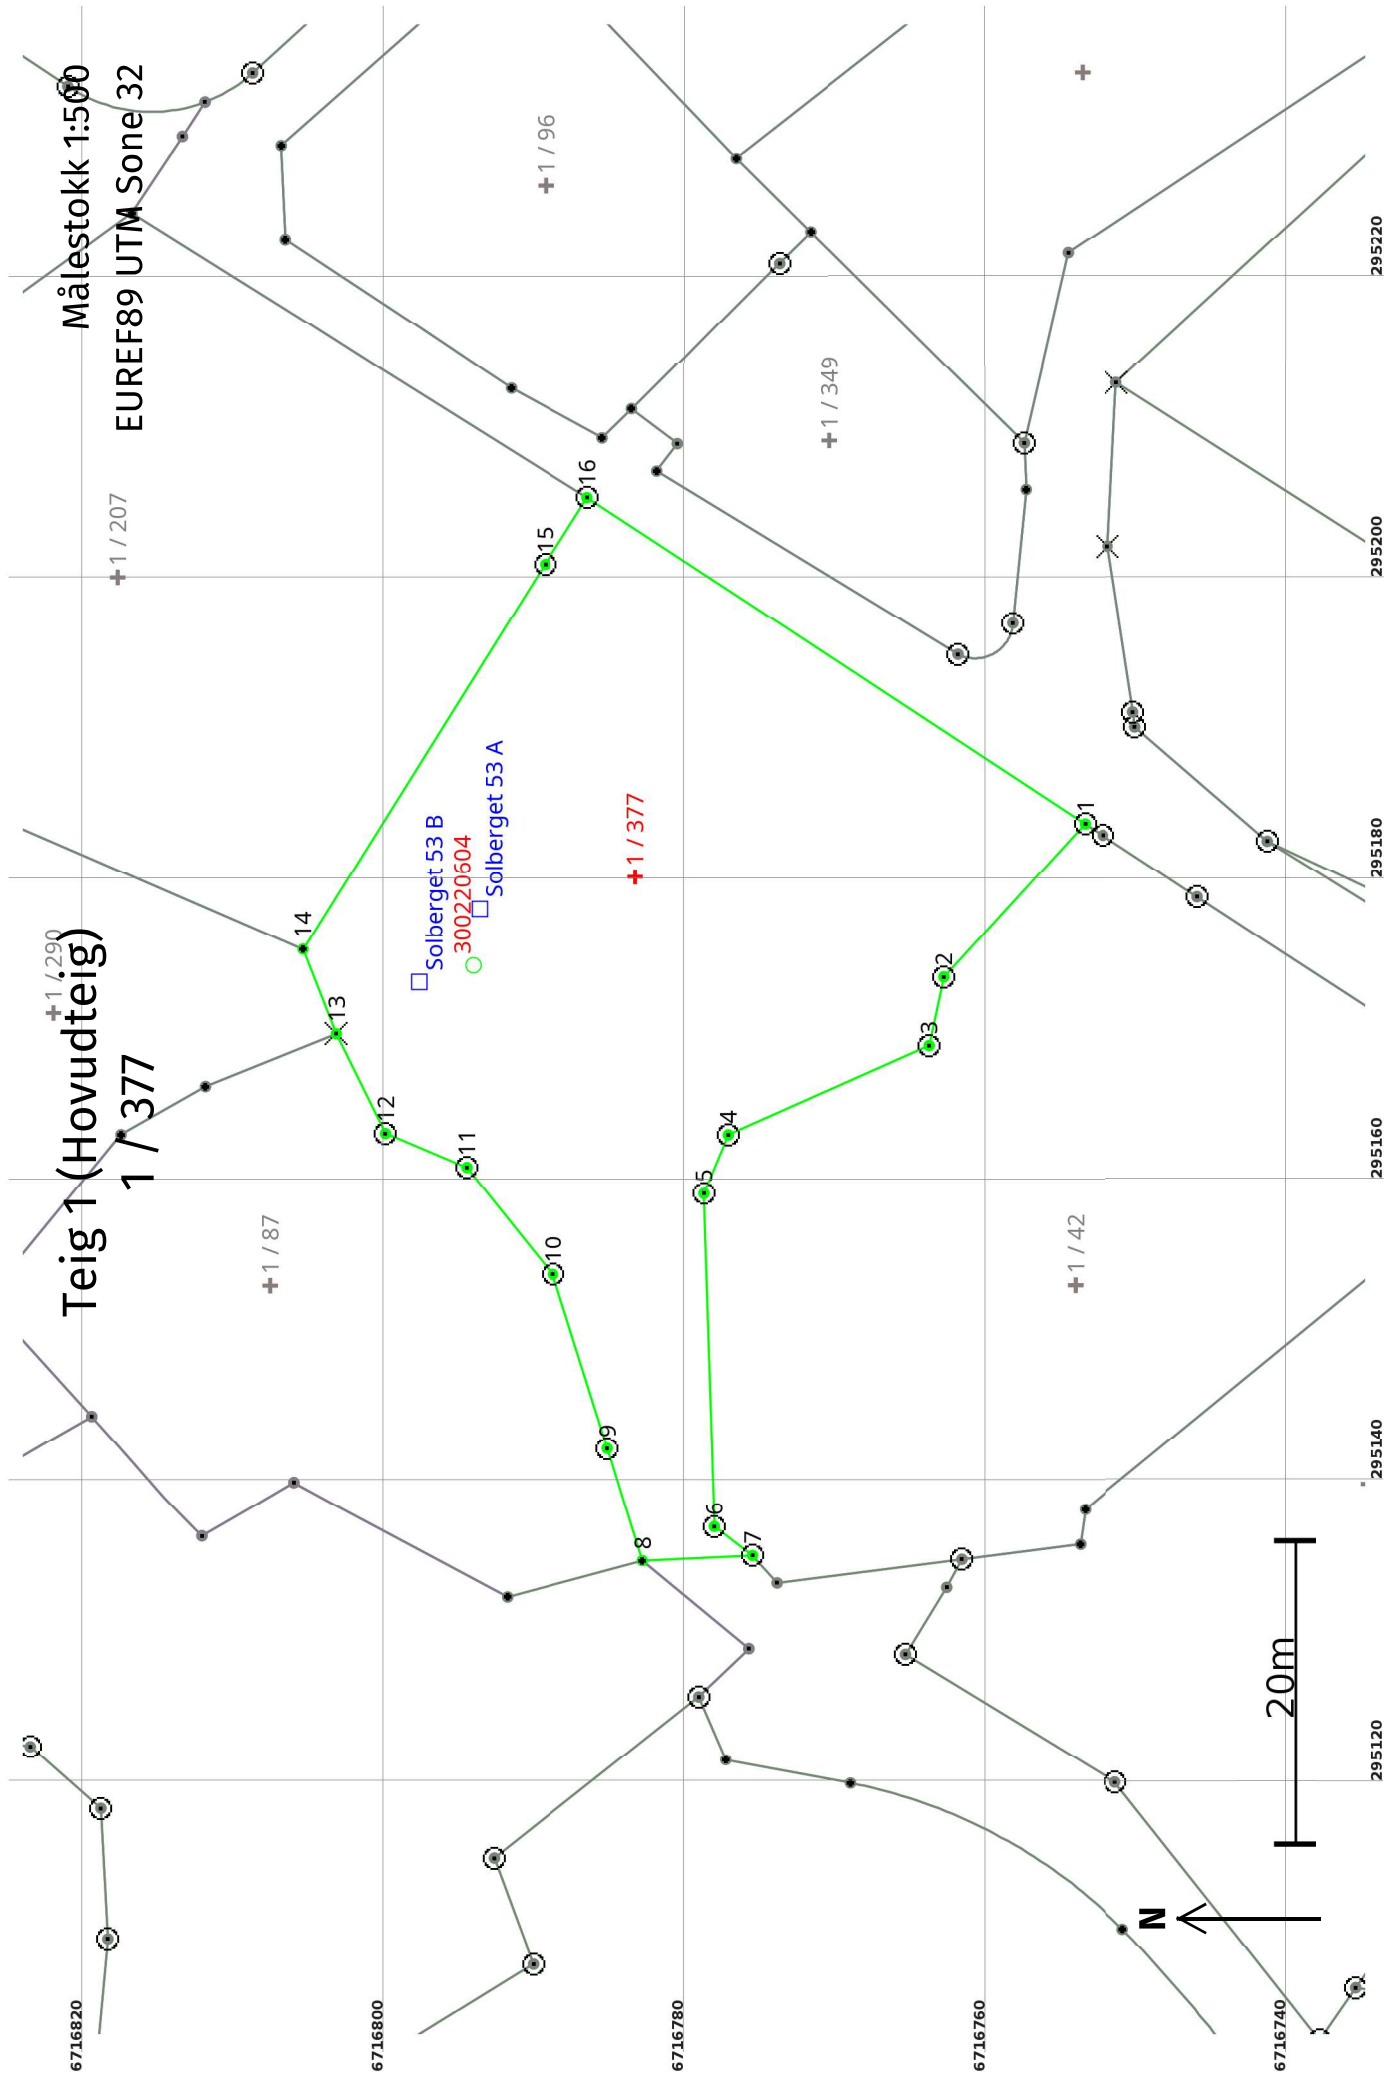 Teig 1 (Hovudteig)
1 / 377
Målestokk 1:500
EUREF89 UTM Sone 32
1 / 290
1 / 207
1 / 87
1 / 96
1 / 349
1 / 42
1 / 377
Solberget 53 B
300220604
Solberget 53 A
1
2
3
4
5
6
7
8
9
10
11
12
13
14
15
16
6716820
6716800
6716780
6716760
6716740
295120
295140
295160
295180
295200
295220
N
20m